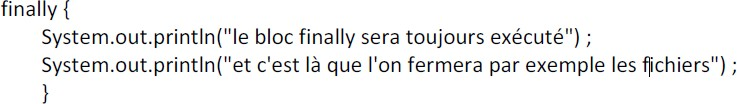 finally {
System.out.println("le bloc finally sera toujours exécuté") ;
System.out.println("et c'est là que l'on fermera par exemple les fichiers") ;
}